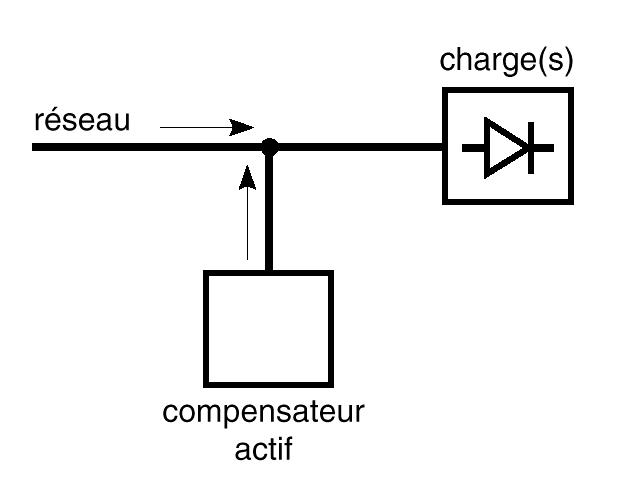 charge(s)
réseau
compensateur
actif